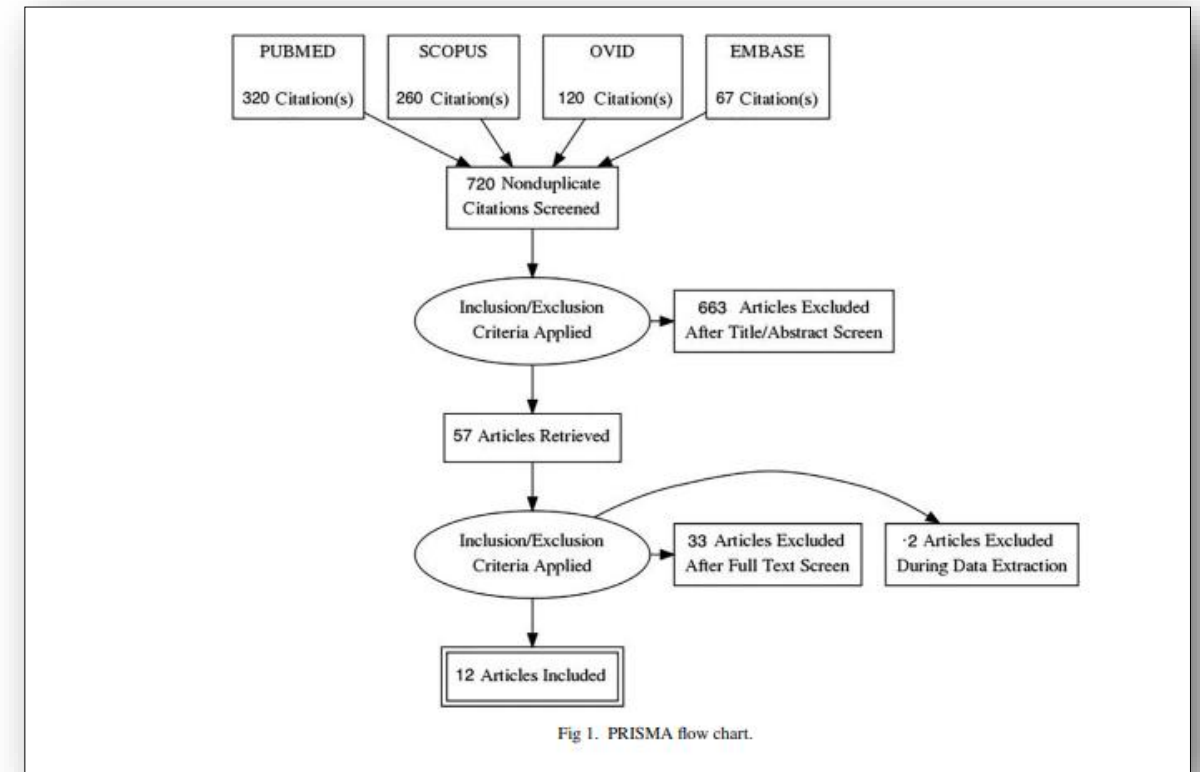 PUBMED
320 Citation(s)
SCOPUS
260 Citation(s)
OVID
120 Citation(s)
EMBASE
67 Citation(s)
720 Nonduplicate
Citations Screened
Inclusion/Exclusion
Criteria Applied
663 Articles Excluded
After Title/Abstract Screen
57 Articles Retrieved
Inclusion/Exclusion
Criteria Applied
33 Articles Excluded
After Full Text Screen
·2 Articles Excluded
During Data Extraction
12 Articles Included
Fig 1. PRISMA flow chart.